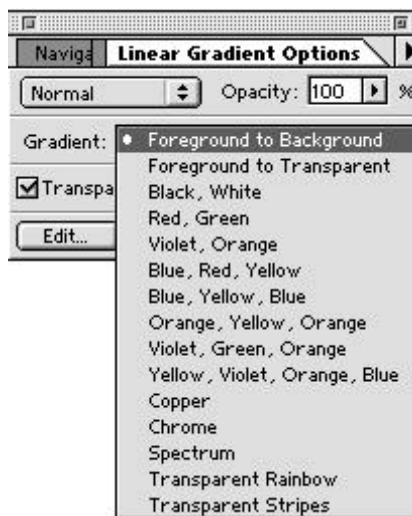 Naviga Linear Gradient Options
Normal Opacity: 100 %
Gradient: • Foreground to Background
Foreground to Transparent
Transpa
Black, White
Red, Green
Edit...
Violet, Orange
Blue, Red, Yellow
Blue, Yellow, Blue
Orange, Yellow, Orange
Violet, Green, Orange
Yellow, Violet, Orange, Blue
Copper
Chrome
Spectrum
Transparent Rainbow
Transparent Stripes